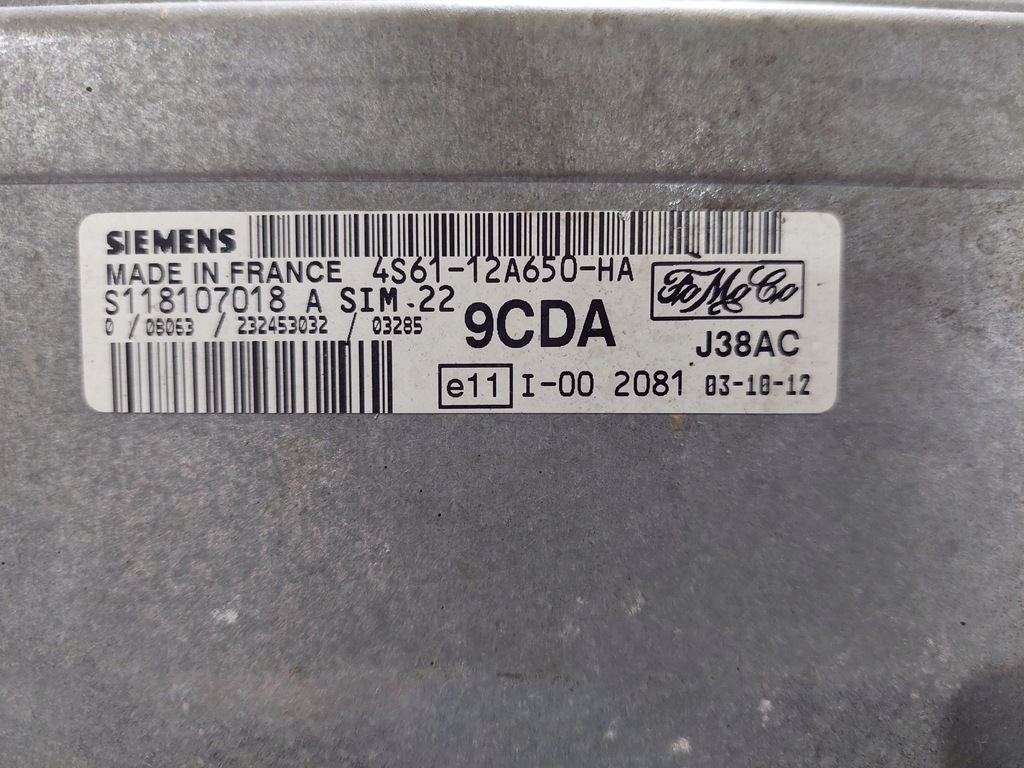 SIEMENS
MADE IN FRANCE 4S61-12A650-HA
S118107018 A SIM-22
0 / 08063 / 232453032 / 03285
9CDA
FoMoCo
J38AC
e11 I-00 2081 03-10-12